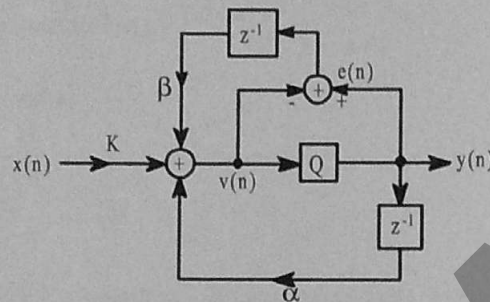 z⁻¹
β
e(n)
+
-
+
x(n)
K
+
v(n)
Q
y(n)
z⁻¹
α